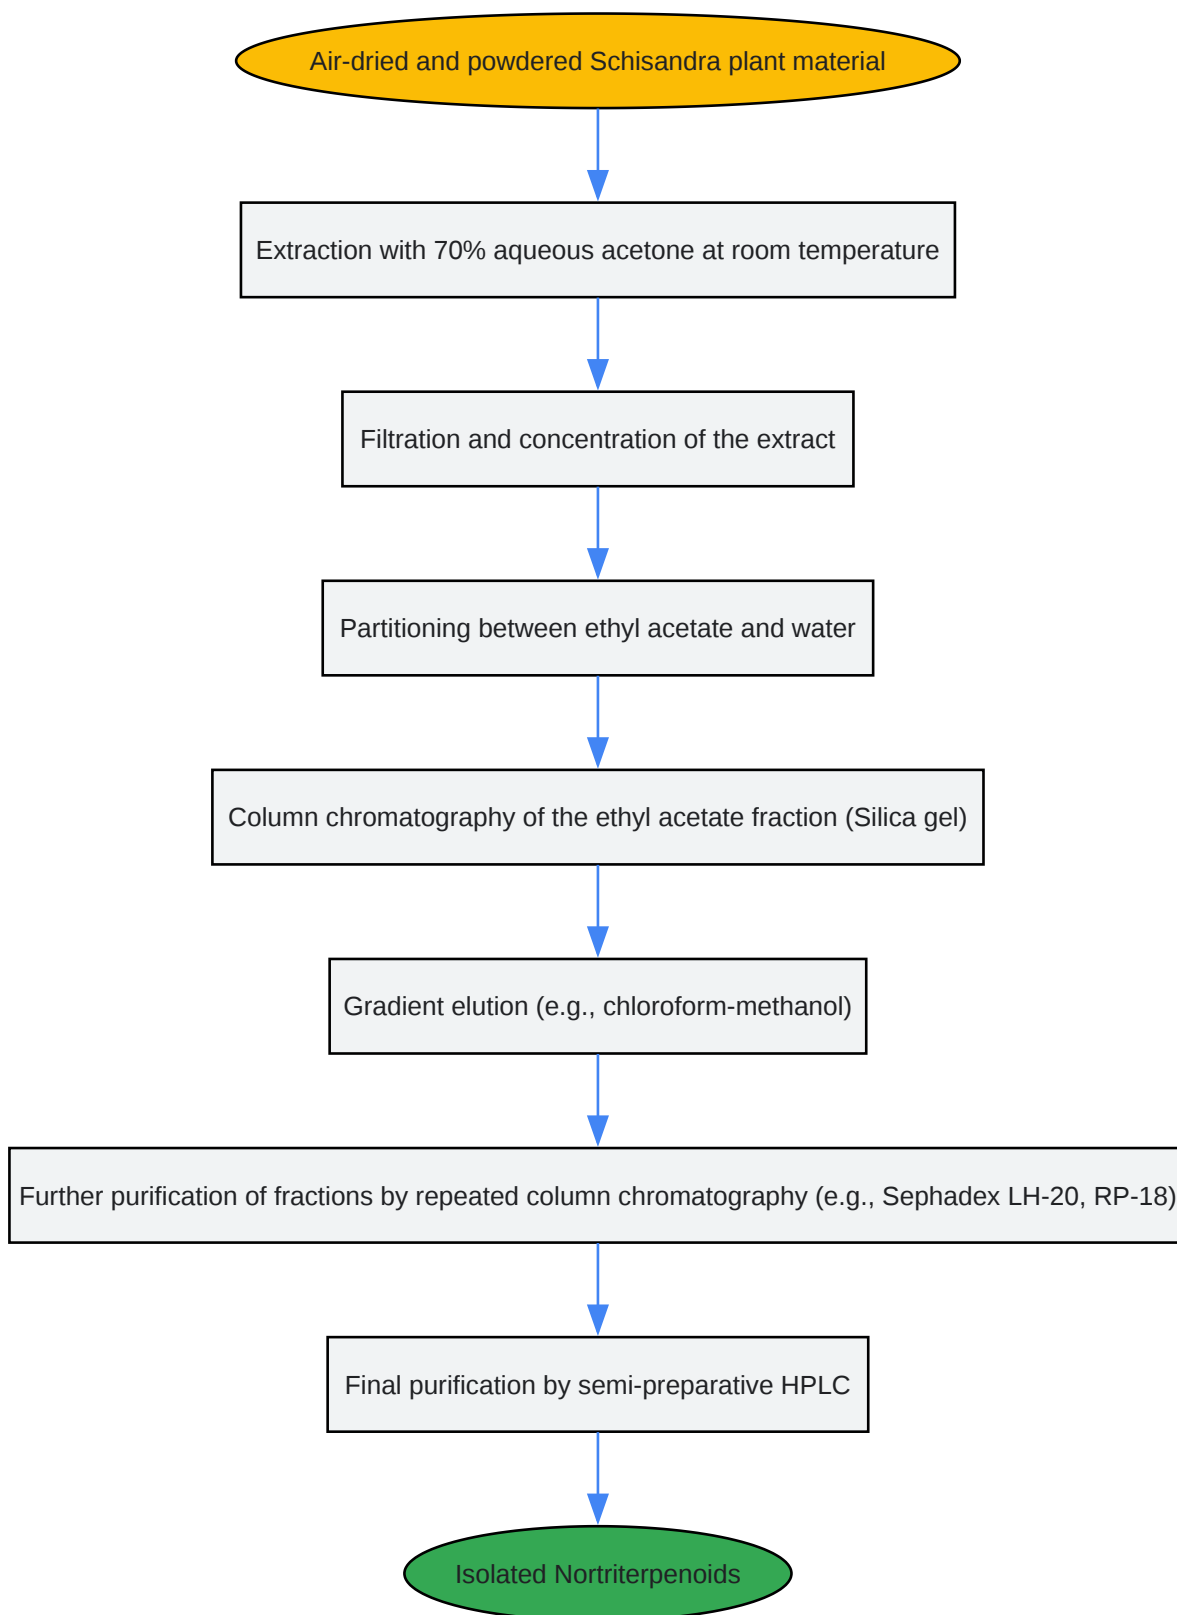 Air-dried and powdered Schisandra plant material
Extraction with 70% aqueous acetone at room temperature
Filtration and concentration of the extract
Partitioning between ethyl acetate and water
Column chromatography of the ethyl acetate fraction (Silica gel)
Gradient elution (e.g., chloroform-methanol)
Further purification of fractions by repeated column chromatography (e.g., Sephadex LH-20, RP-18)
Final purification by semi-preparative HPLC
Isolated Nortriterpenoids